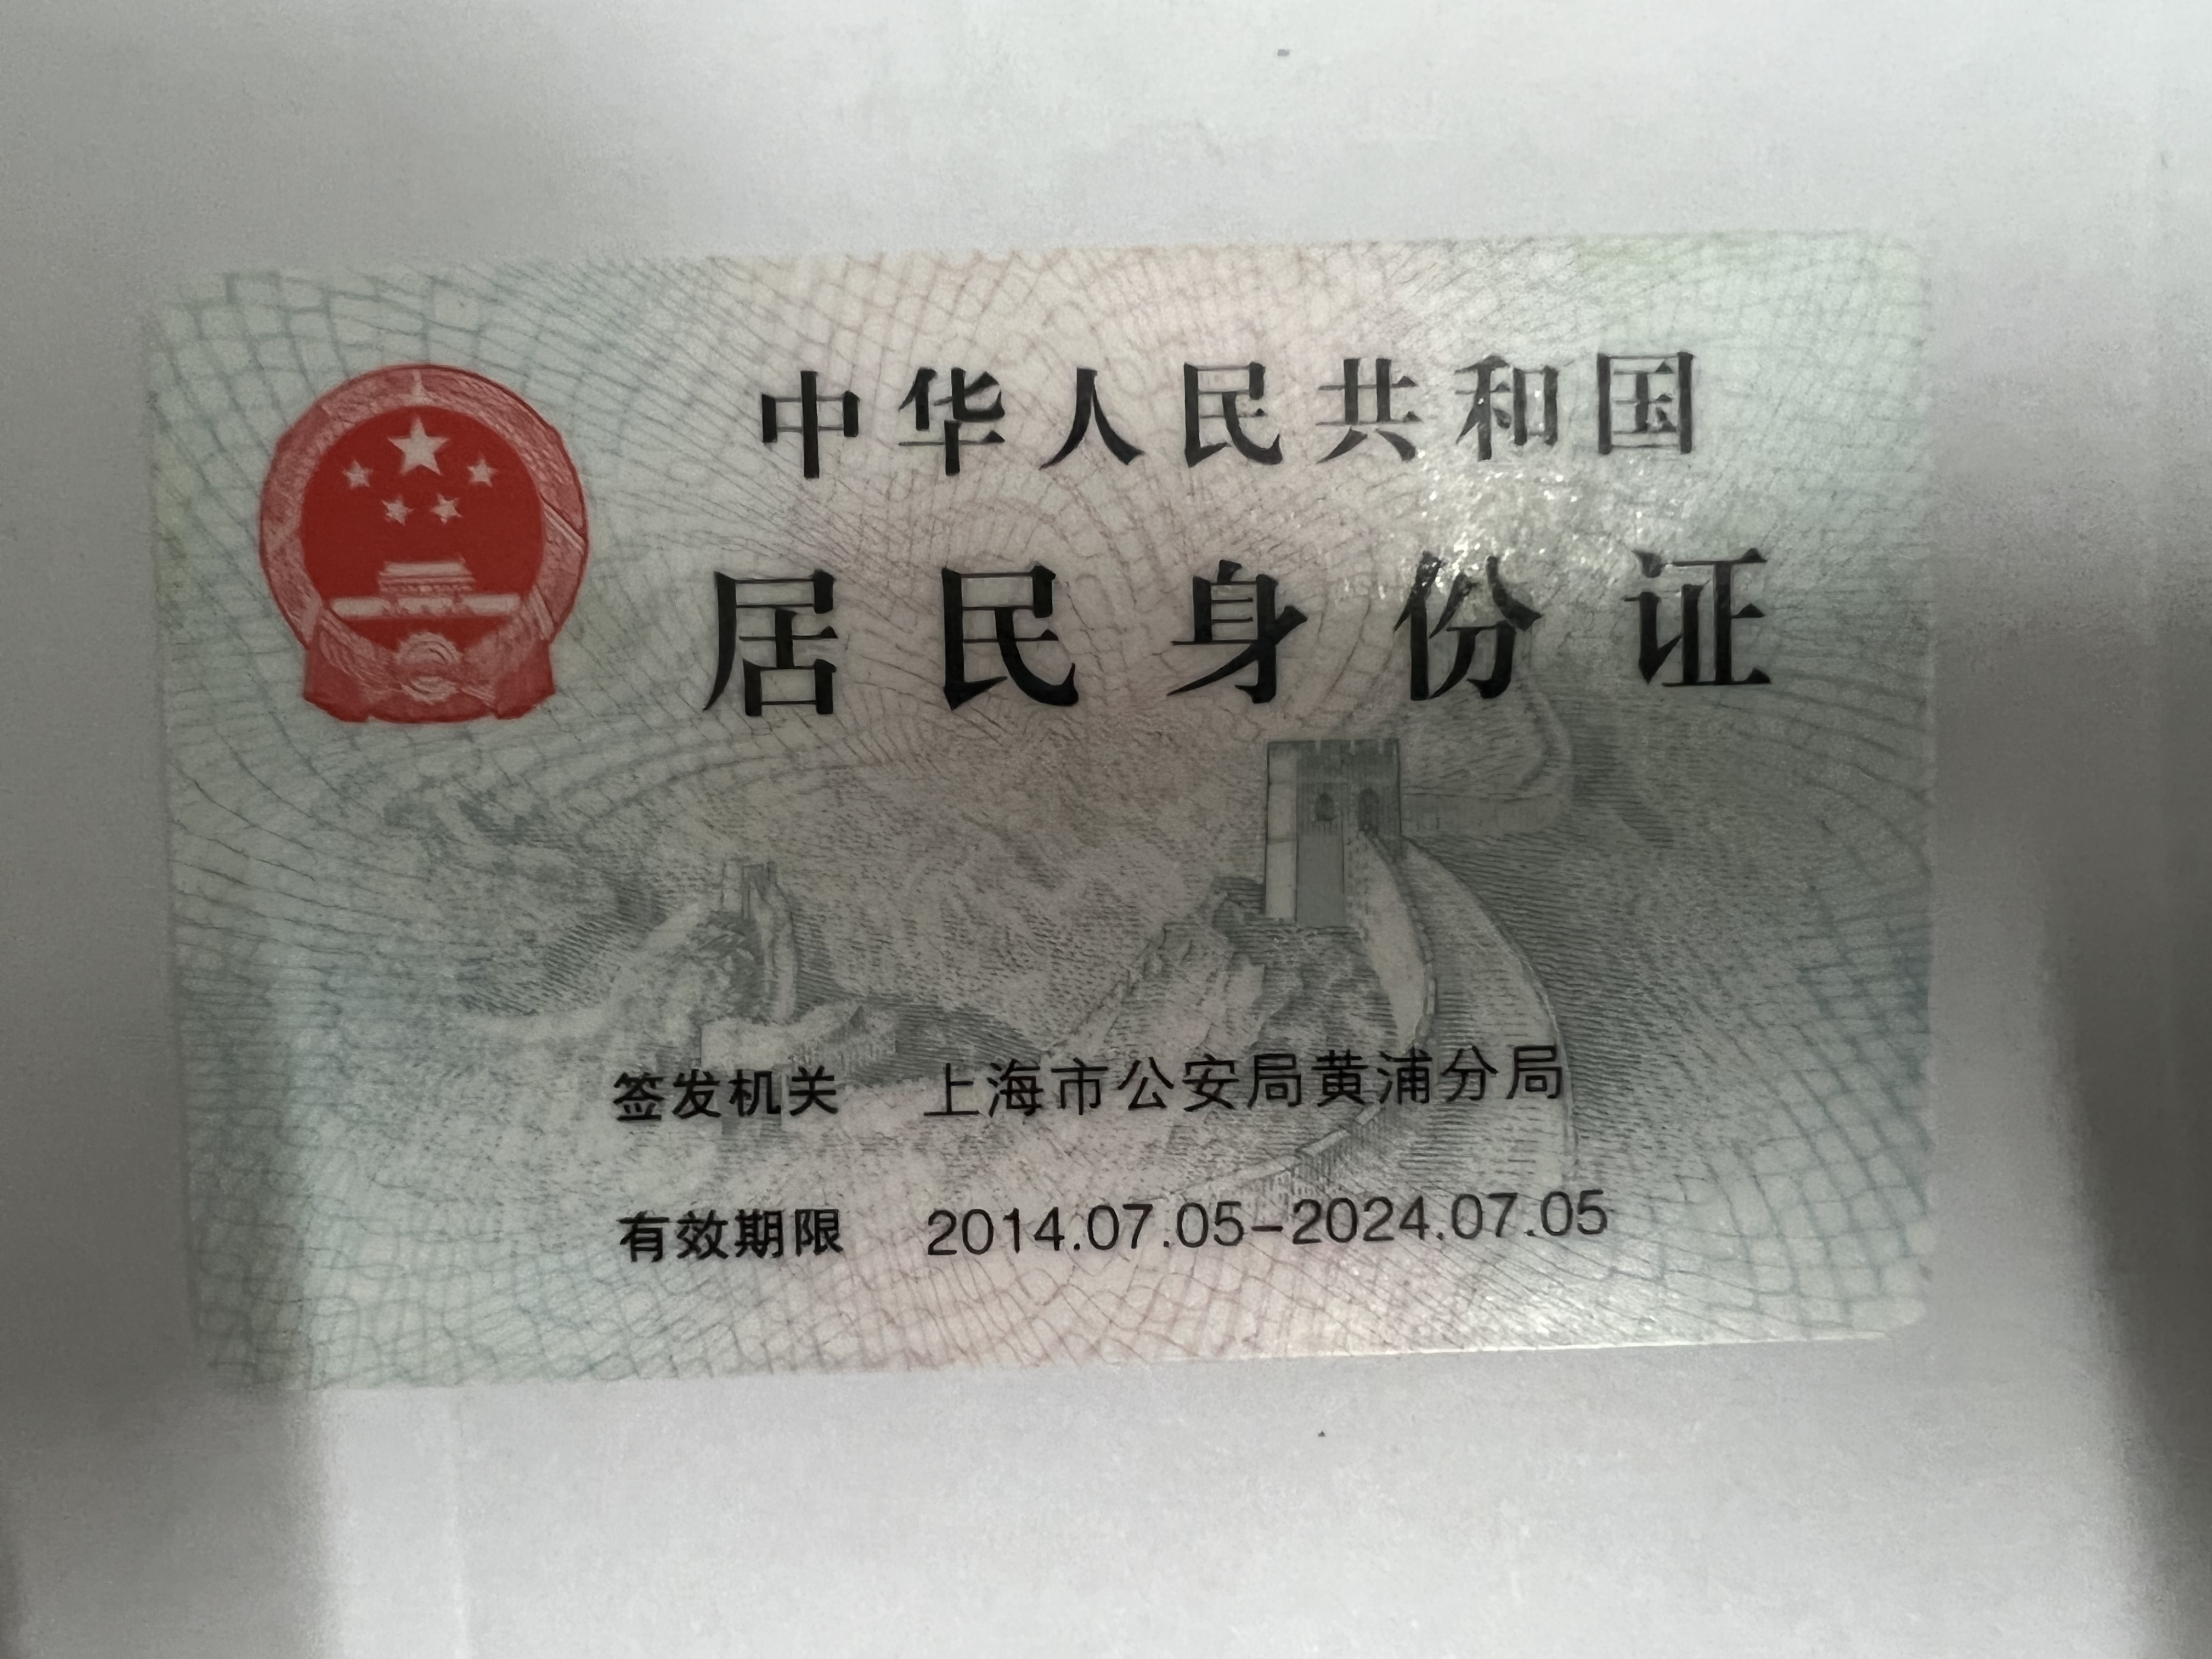 中华人民共和国
居民身份证
签发机关 上海市公安局黄浦分局
有效期限 2014.07.05-2024.07.05